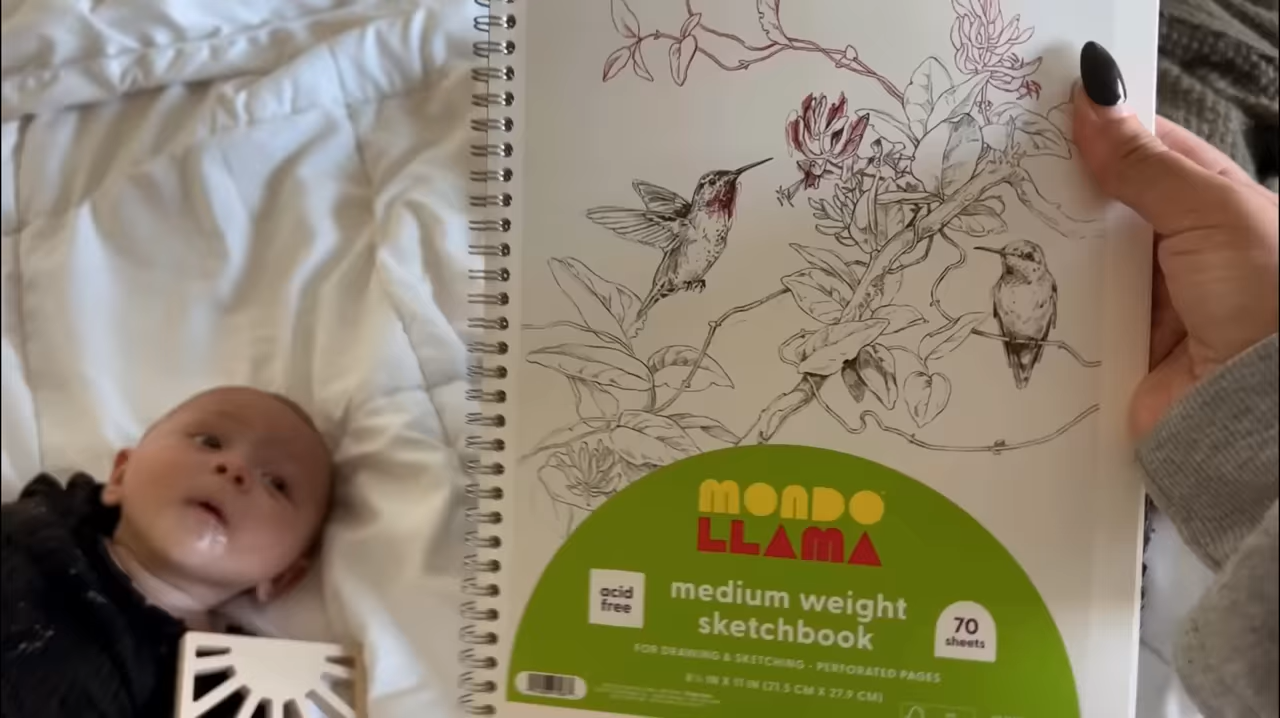 MONDO
LLAMA
acid
free
medium weight
sketchbook
70
sheets
FOR DRAWING & SKETCHING · PERFORATED PAGES
8½ IN X 11 IN (21.5 CM X 27.9 CM)